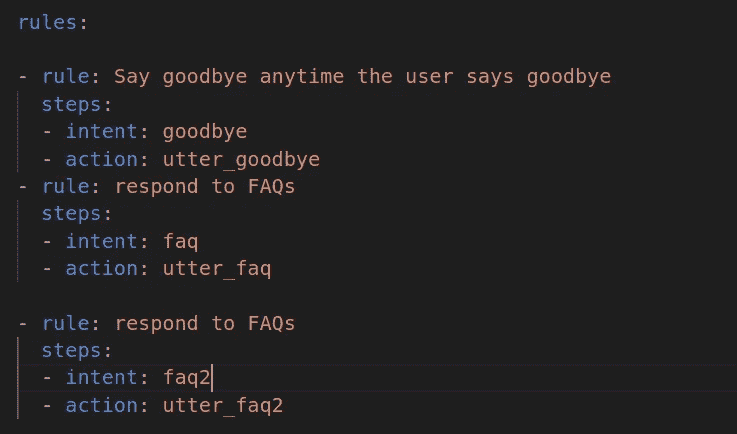 rules:
- rule: Say goodbye anytime the user says goodbye
steps:
- intent: goodbye
- action: utter_goodbye
- rule: respond to FAQs
steps:
- intent: faq
- action: utter_faq
- rule: respond to FAQs
steps:
- intent: faq2
- action: utter_faq2